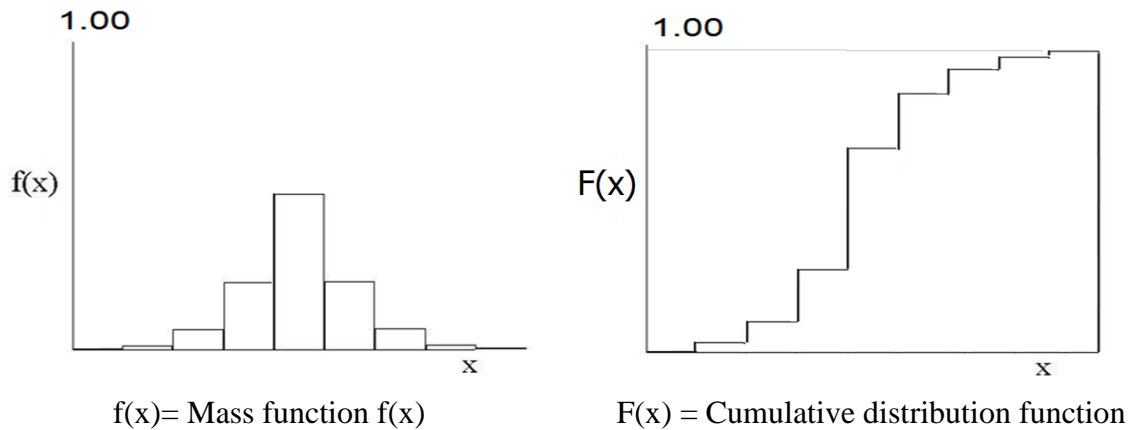 1.00
f(x)
x
f(x)= Mass function f(x)
1.00
F(x)
x
F(x) = Cumulative distribution function